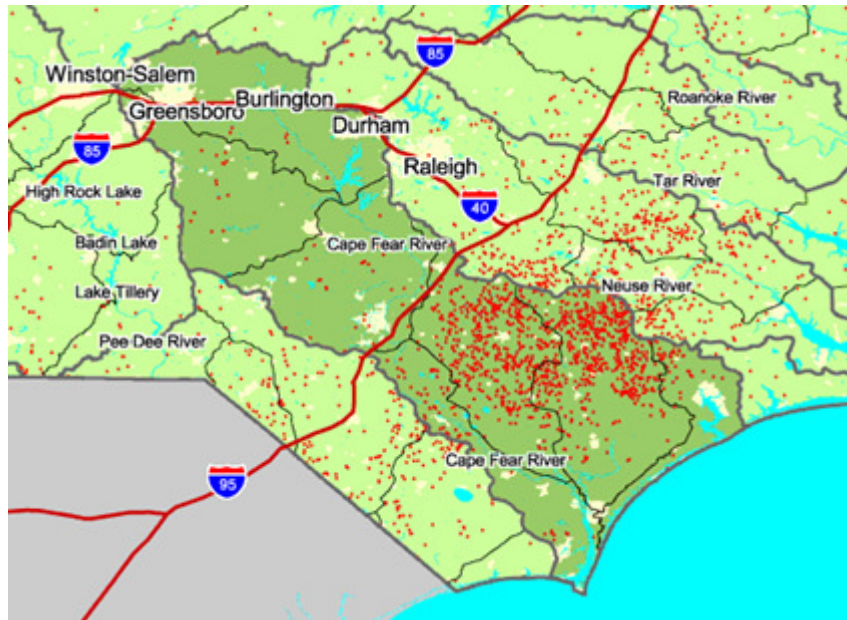 85
Winston-Salem
Roanoke River
Greensboro
Burlington
Durham
85
Raleigh
Tar River
High Rock Lake
40
Badin Lake
Cape Fear River
Lake Tillery
Neuse River
Pee Dee River
Cape Fear River
95